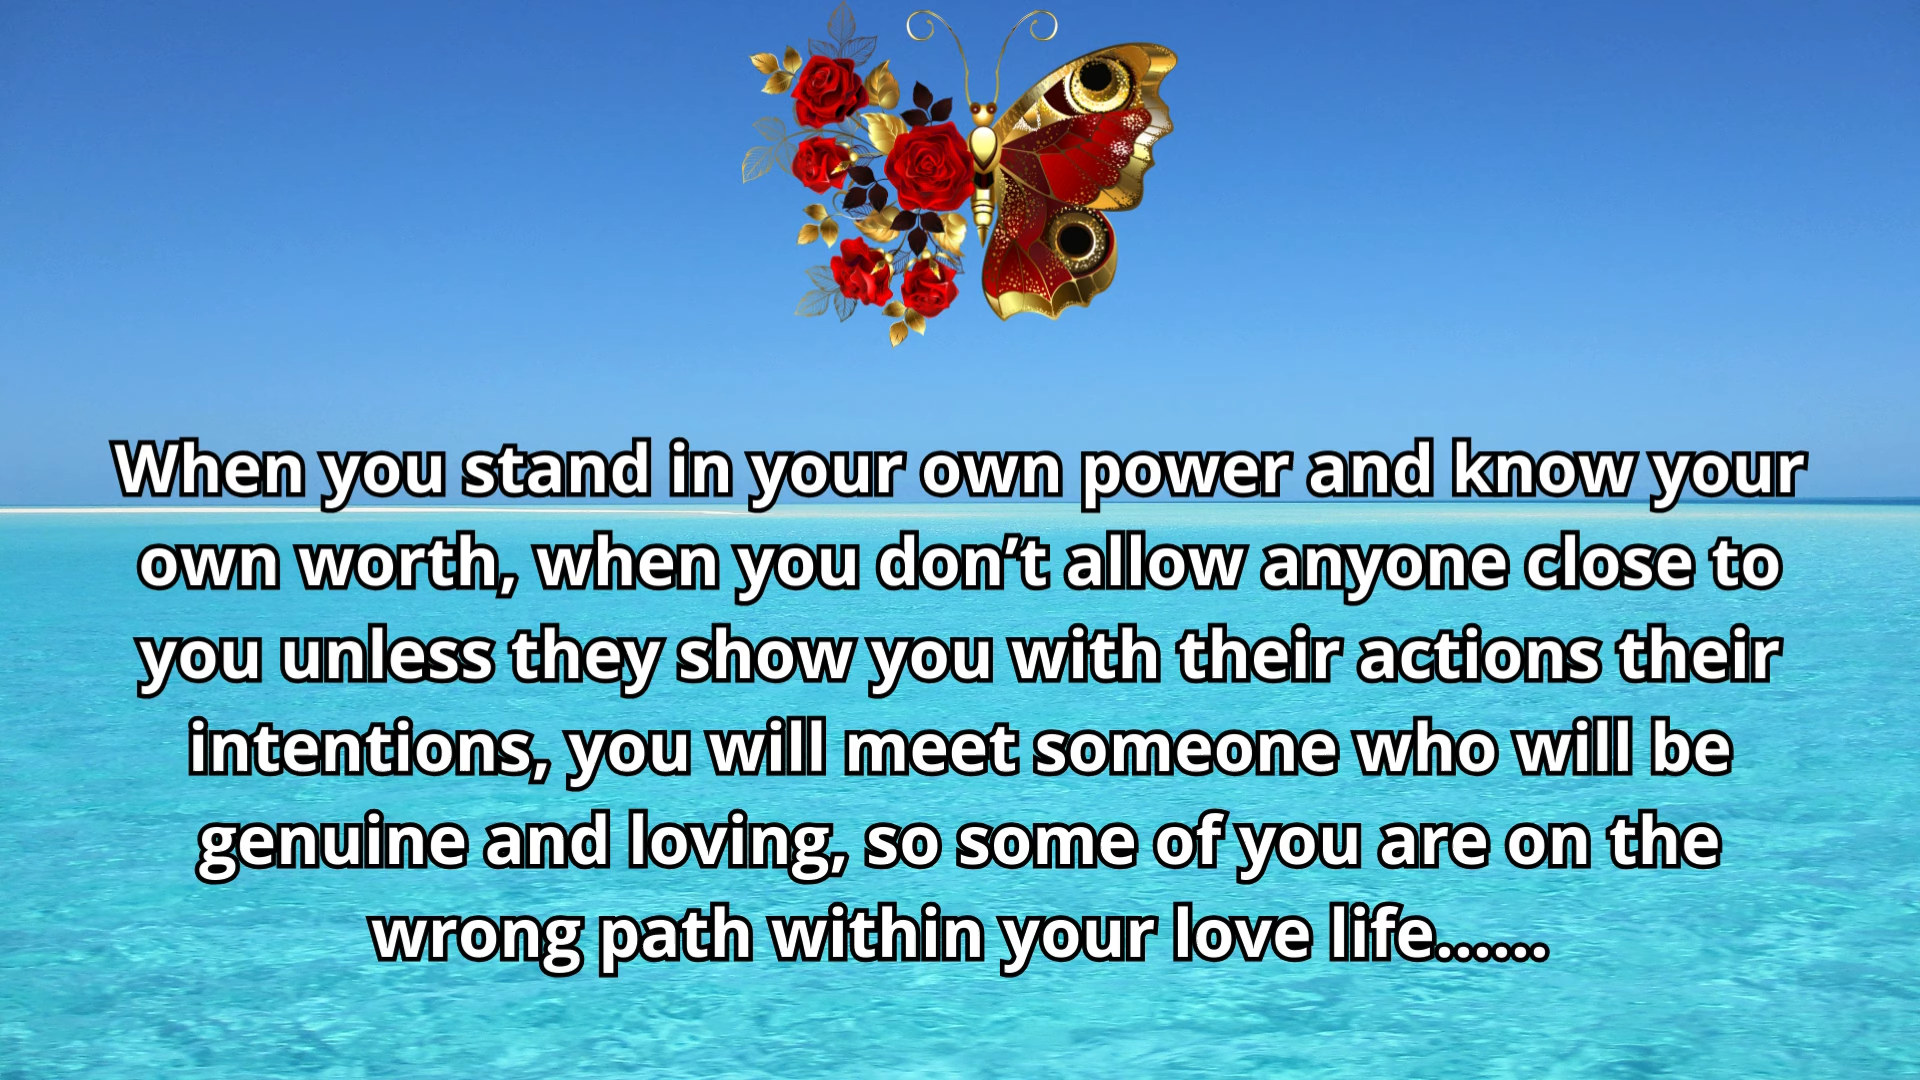 When you stand in your own power and know your
own worth, when you don’t allow anyone close to
you unless they show you with their actions their
intentions, you will meet someone who will be
genuine and loving, so some of you are on the
wrong path within your love life......